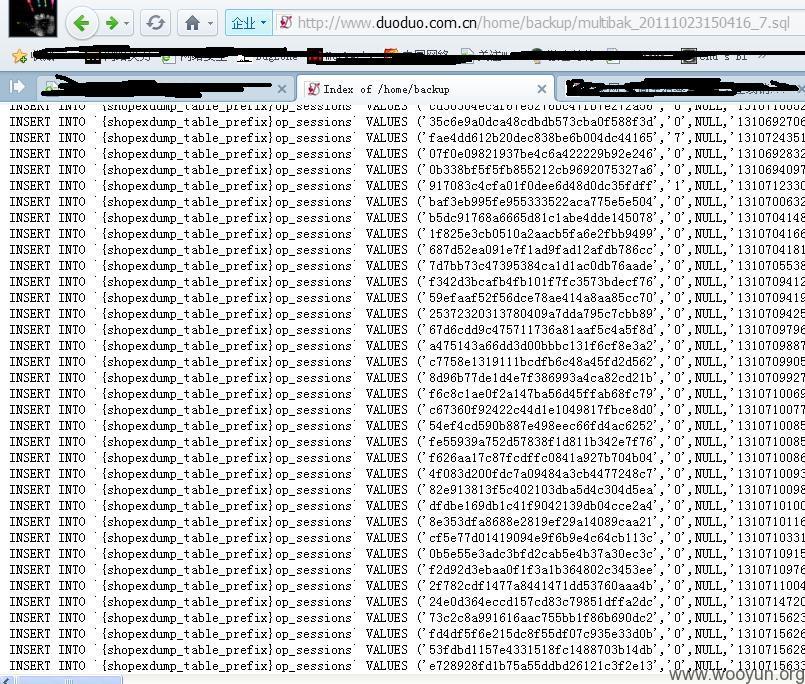 企业 http://www.duoduo.com.cn/home/backup/multibak_20111023150416_7.sql
Index of /home/backup
INSERT INTO `{shopexdump_table_prefix}op_sessions` VALUES
INSERT INTO `{shopexdump_table_prefix}op_sessions` VALUES ('35c6e9a0dca48cdbdb573cba0f588f3d','0',NULL,'1310692706
INSERT INTO `{shopexdump_table_prefix}op_sessions` VALUES ('fae4dd612b20dec838be6b004dc44165','7',NULL,'1310724351
INSERT INTO `{shopexdump_table_prefix}op_sessions` VALUES ('07f0e09821937be4c6a422229b92e246','0',NULL,'1310692832
INSERT INTO `{shopexdump_table_prefix}op_sessions` VALUES ('0b338bf5f5fb855212cb9692075327a6','0',NULL,'1310694097
INSERT INTO `{shopexdump_table_prefix}op_sessions` VALUES ('917083c4cfa01f0dee6d48d0dc35fdff','1',NULL,'1310712330
INSERT INTO `{shopexdump_table_prefix}op_sessions` VALUES ('baf3eb995fe955333522aca775e5e504','0',NULL,'1310700632
INSERT INTO `{shopexdump_table_prefix}op_sessions` VALUES ('b5dc91768a6665d81c1abe4dde145078','0',NULL,'1310704148
INSERT INTO `{shopexdump_table_prefix}op_sessions` VALUES ('1f825e3cb0510a2aacb5fa6e2fbb9499','0',NULL,'1310704166
INSERT INTO `{shopexdump_table_prefix}op_sessions` VALUES ('687d52ea091e7f1ad9fad12afdb786cc','0',NULL,'1310704181
INSERT INTO `{shopexdump_table_prefix}op_sessions` VALUES ('7d7bb73c47395384ca1d1ac0db76aade','0',NULL,'1310705538
INSERT INTO `{shopexdump_table_prefix}op_sessions` VALUES ('f342d3bcafb4fb101f7fc3573bdecf76','0',NULL,'1310709414
INSERT INTO `{shopexdump_table_prefix}op_sessions` VALUES ('59efaaf52f56dce78ae414a8aa85cc70','0',NULL,'1310709419
INSERT INTO `{shopexdump_table_prefix}op_sessions` VALUES ('25372320313780409a7dda795c7cbb89','0',NULL,'1310709425
INSERT INTO `{shopexdump_table_prefix}op_sessions` VALUES ('67d6cdd9c475711736a81aaf5c4a5f8d','0',NULL,'1310709796
INSERT INTO `{shopexdump_table_prefix}op_sessions` VALUES ('a475143a66dd3d00bbbc131f6cf8e3a2','0',NULL,'1310709887
INSERT INTO `{shopexdump_table_prefix}op_sessions` VALUES ('c7758e1319111bcdfb6c48a45fd2d562','0',NULL,'1310709905
INSERT INTO `{shopexdump_table_prefix}op_sessions` VALUES ('8d96b77de1d4e7f386993a4ca82cd21b','0',NULL,'1310709927
INSERT INTO `{shopexdump_table_prefix}op_sessions` VALUES ('f6c8c1ae0f2a147ba56d45ffab68fc79','0',NULL,'1310710069
INSERT INTO `{shopexdump_table_prefix}op_sessions` VALUES ('c67360f92422c44d1e1049817fbce8d0','0',NULL,'1310710077
INSERT INTO `{shopexdump_table_prefix}op_sessions` VALUES ('54ef4cd590b887e498eec66fd4ac6252','0',NULL,'1310710085
INSERT INTO `{shopexdump_table_prefix}op_sessions` VALUES ('fe55939a752d57838f1d811b342e7f76','0',NULL,'1310710085
INSERT INTO `{shopexdump_table_prefix}op_sessions` VALUES ('f626aa17c87fcdffc0841a927b704b04','0',NULL,'1310710086
INSERT INTO `{shopexdump_table_prefix}op_sessions` VALUES ('4f083d200fdc7a09484a3cb4477248c7','0',NULL,'1310710093
INSERT INTO `{shopexdump_table_prefix}op_sessions` VALUES ('82e913813f5c402103dba5d4c304d5ea','0',NULL,'1310710098
INSERT INTO `{shopexdump_table_prefix}op_sessions` VALUES ('dfdbe169db1c41f9042139db04cce2a4','0',NULL,'1310710100
INSERT INTO `{shopexdump_table_prefix}op_sessions` VALUES ('8e353dfa8688e2819ef29a14089caa21','0',NULL,'1310710116
INSERT INTO `{shopexdump_table_prefix}op_sessions` VALUES ('cf5e77d01419094e9f6b9e4c64cb113c','0',NULL,'1310710331
INSERT INTO `{shopexdump_table_prefix}op_sessions` VALUES ('0b5e55e3adc3bfd2cab5e4b37a30ec3c','0',NULL,'1310710915
INSERT INTO `{shopexdump_table_prefix}op_sessions` VALUES ('f2d92d3ebaa0f1f3a1b364802c3453ee','0',NULL,'1310710976
INSERT INTO `{shopexdump_table_prefix}op_sessions` VALUES ('2f782cdf1477a8441471dd53760aaa4b','0',NULL,'1310711004
INSERT INTO `{shopexdump_table_prefix}op_sessions` VALUES ('24e0d364eccd157cd83c79851dffa2dc','0',NULL,'1310714720
INSERT INTO `{shopexdump_table_prefix}op_sessions` VALUES ('73c2c8a991616aac755bb1f86b690dc2','0',NULL,'1310715623
INSERT INTO `{shopexdump_table_prefix}op_sessions` VALUES ('fd4df5f6e215dc8f55df07c935e33d0b','0',NULL,'1310715626
INSERT INTO `{shopexdump_table_prefix}op_sessions` VALUES ('53fdbd1157e4331518fc1488703b14db','0',NULL,'1310715628
INSERT INTO `{shopexdump_table_prefix}op_sessions` VALUES ('e728928fd1b75a55ddbd26121c3f2e13','0',NULL,'1310715631
www.wooyun.org